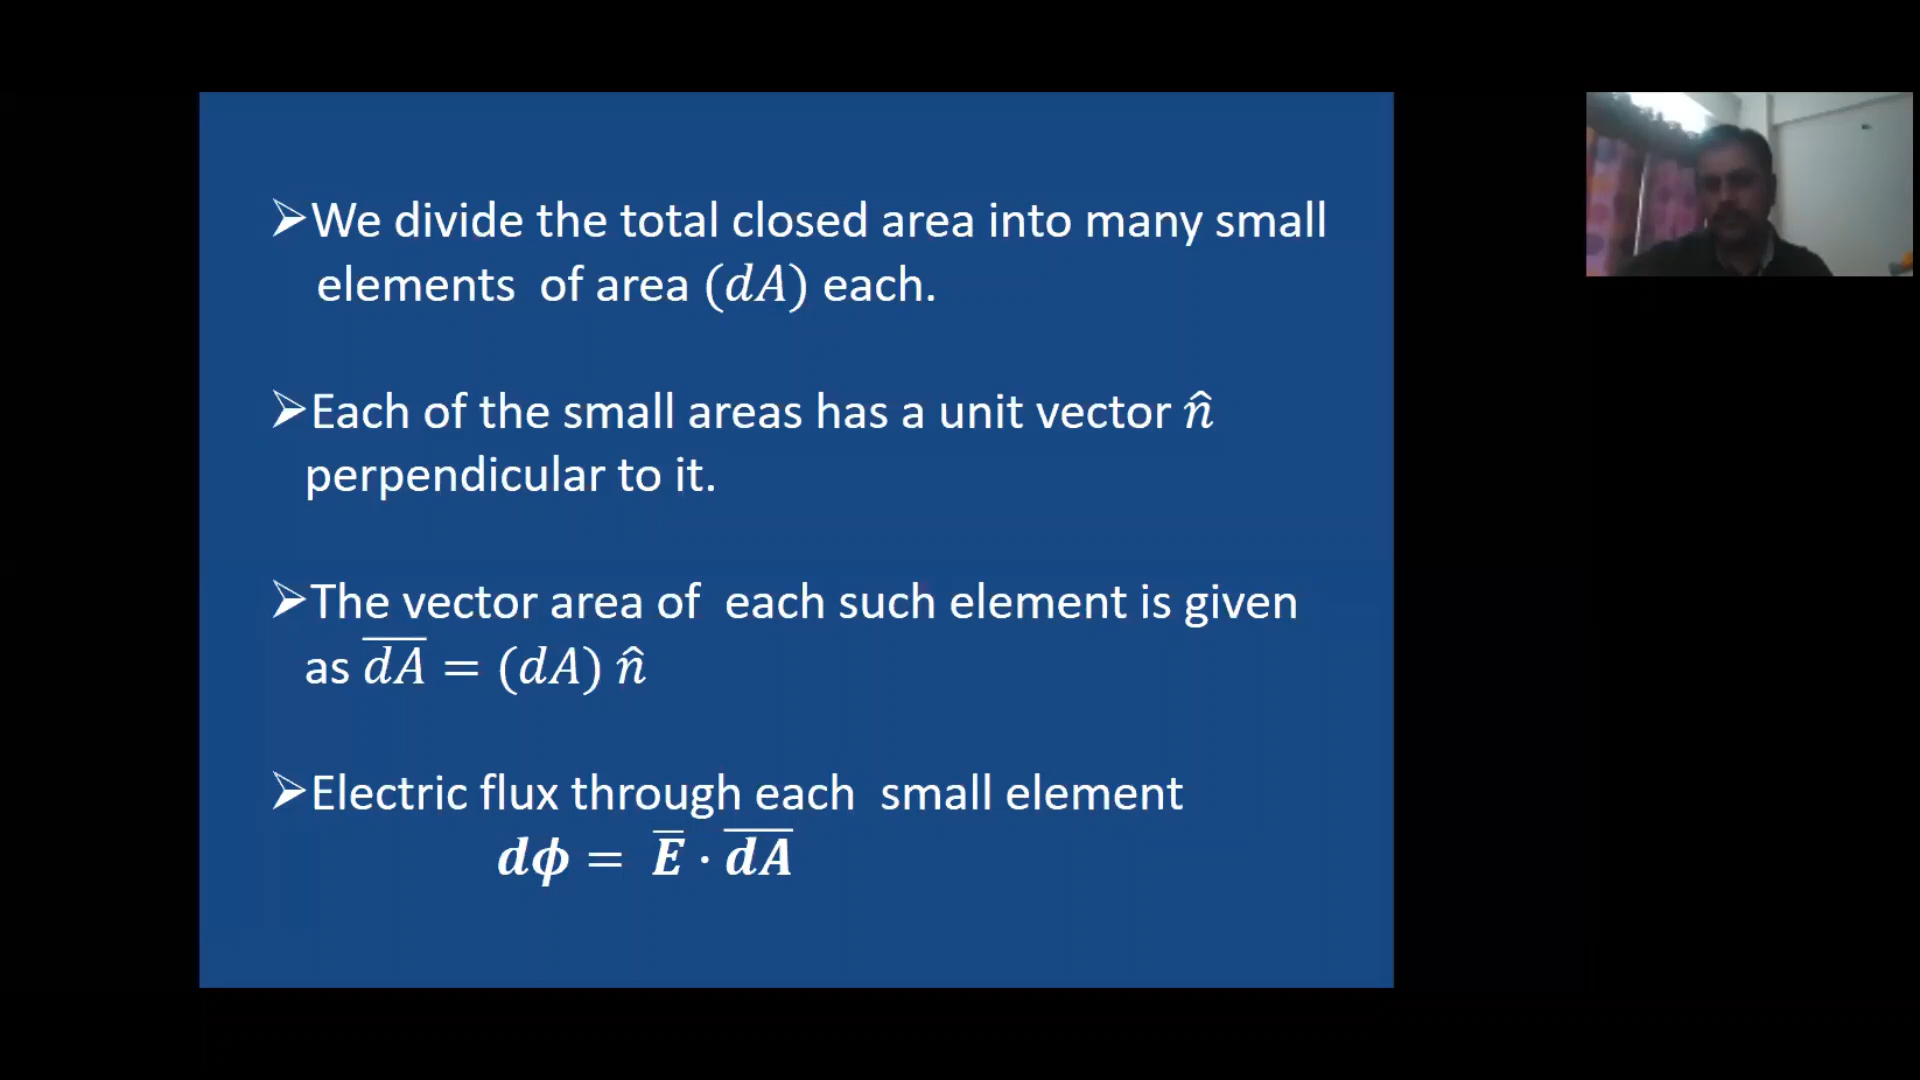 ➢We divide the total closed area into many small
elements of area (dA) each.
➢Each of the small areas has a unit vector n̂
perpendicular to it.
➢The vector area of each such element is given
as d̅A̅ = (dA) n̂
➢Electric flux through each small element
dϕ = E̅ · d̅A̅